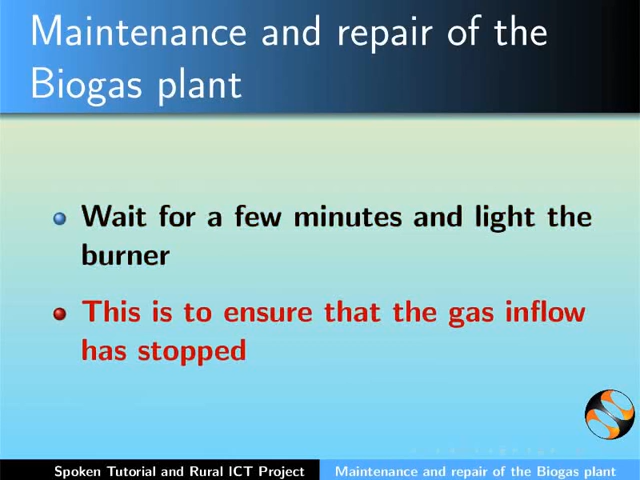 Maintenance and repair of the
Biogas plant
Wait for a few minutes and light the
burner
This is to ensure that the gas inflow
has stopped
Spoken Tutorial and Rural ICT Project
Maintenance and repair of the Biogas plant